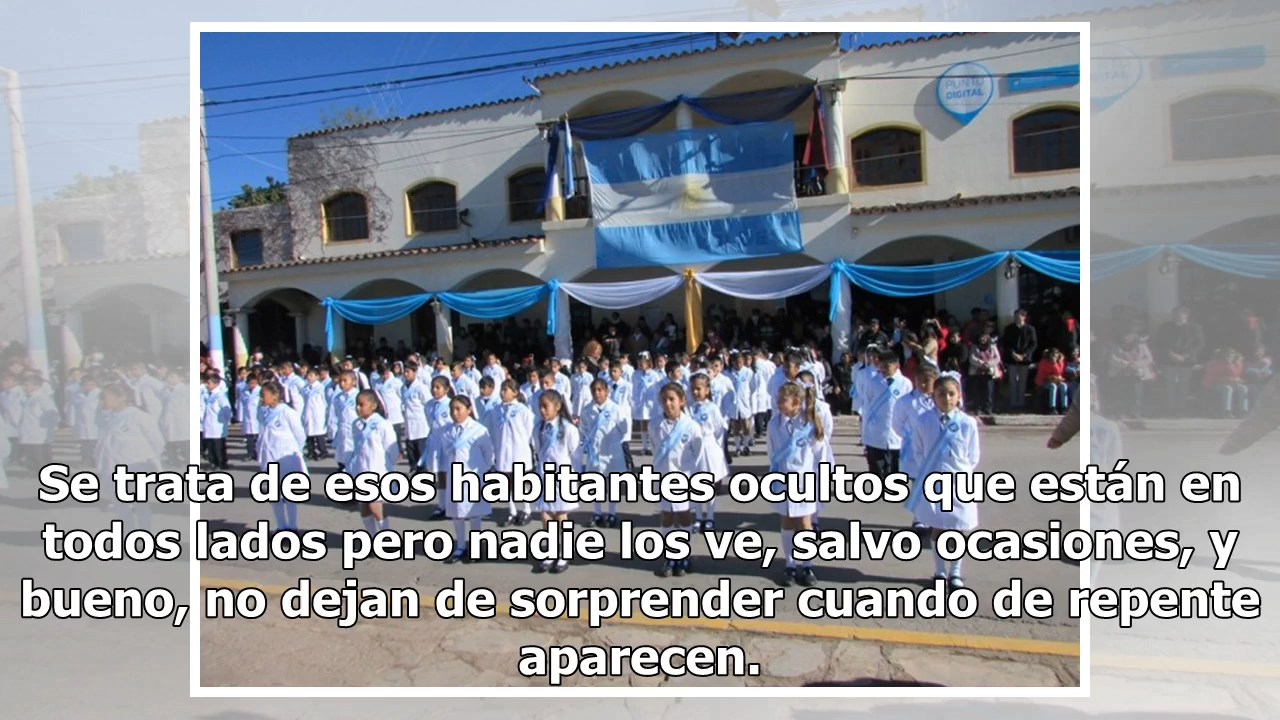 PUNTO
DIGITAL
Se trata de esos habitantes ocultos que están en
todos lados pero nadie los ve, salvo ocasiones, y
bueno, no dejan de sorprender cuando de repente
aparecen.